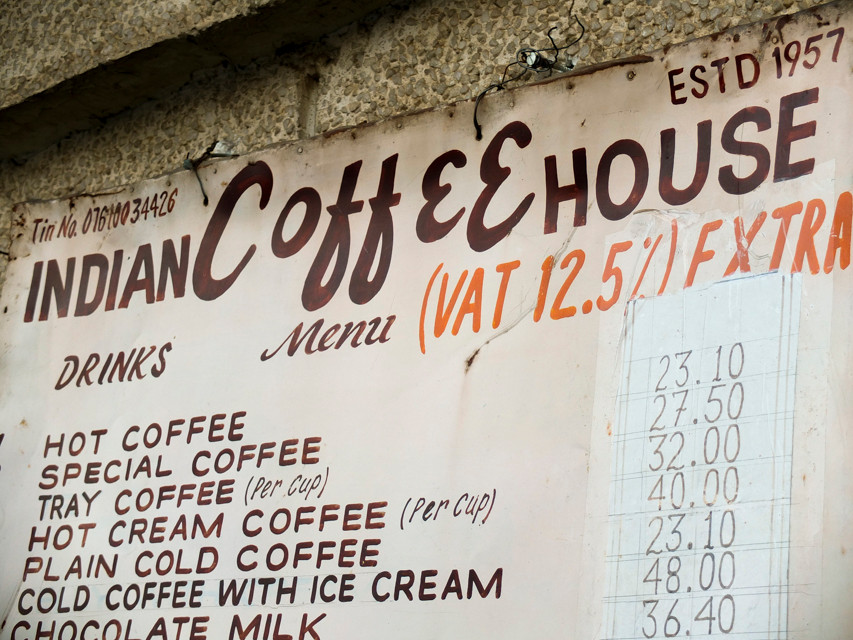 ESTD 1957
Tin No. 07610034426
INDIAN Coffee HOUSE
(VAT 12.5%) EXTRA
Menu
DRINKS
HOT COFFEE 23.10
SPECIAL COFFEE 27.50
TRAY COFFEE (Per Cup) 32.00
HOT CREAM COFFEE (Per Cup) 40.00
PLAIN COLD COFFEE 23.10
COLD COFFEE WITH ICE CREAM 48.00
CHOCOLATE MILK 36.40